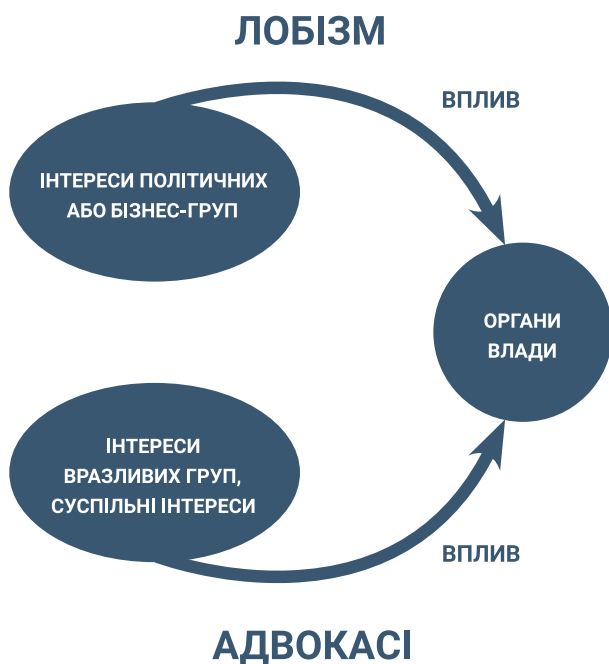 ЛОБІЗМ
ВПЛИВ
ІНТЕРЕСИ ПОЛІТИЧНИХ
АБО БІЗНЕС-ГРУП
ОРГАНИ
ВЛАДИ
ІНТЕРЕСИ
ВРАЗЛИВИХ ГРУП,
СУСПІЛЬНІ ІНТЕРЕСИ
ВПЛИВ
АДВОКАСІ